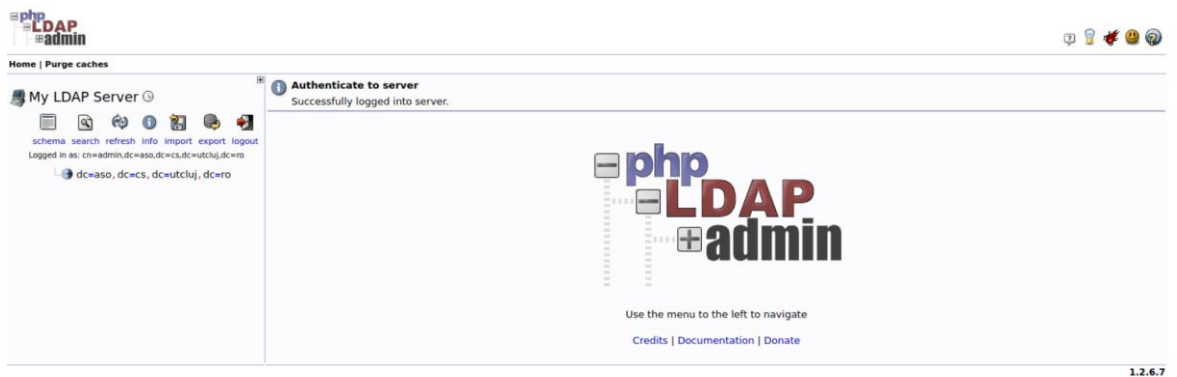 php
LDAP
admin
Home | Purge caches
My LDAP Server
schema search refresh info import export logout
Logged in as: cn=admin,dc=aso,dc=cs,dc=utcluj,dc=ro
dc=aso, dc=cs, dc=utcluj, dc=ro
Authenticate to server
Successfully logged into server.
php
LDAP
admin
Use the menu to the left to navigate
Credits | Documentation | Donate
1.2.6.7